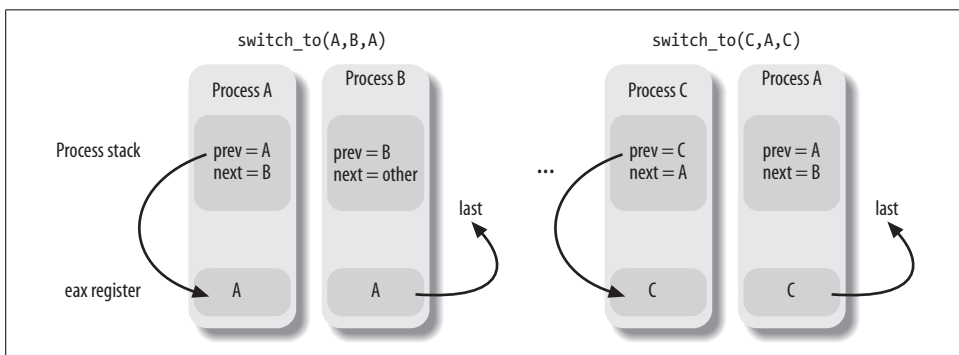 switch_to(A,B,A)
switch_to(C,A,C)
Process A
Process B
Process C
Process A
Process stack
prev = A
next = B
prev = B
next = other
...
prev = C
next = A
prev = A
next = B
last
last
eax register
A
A
C
C